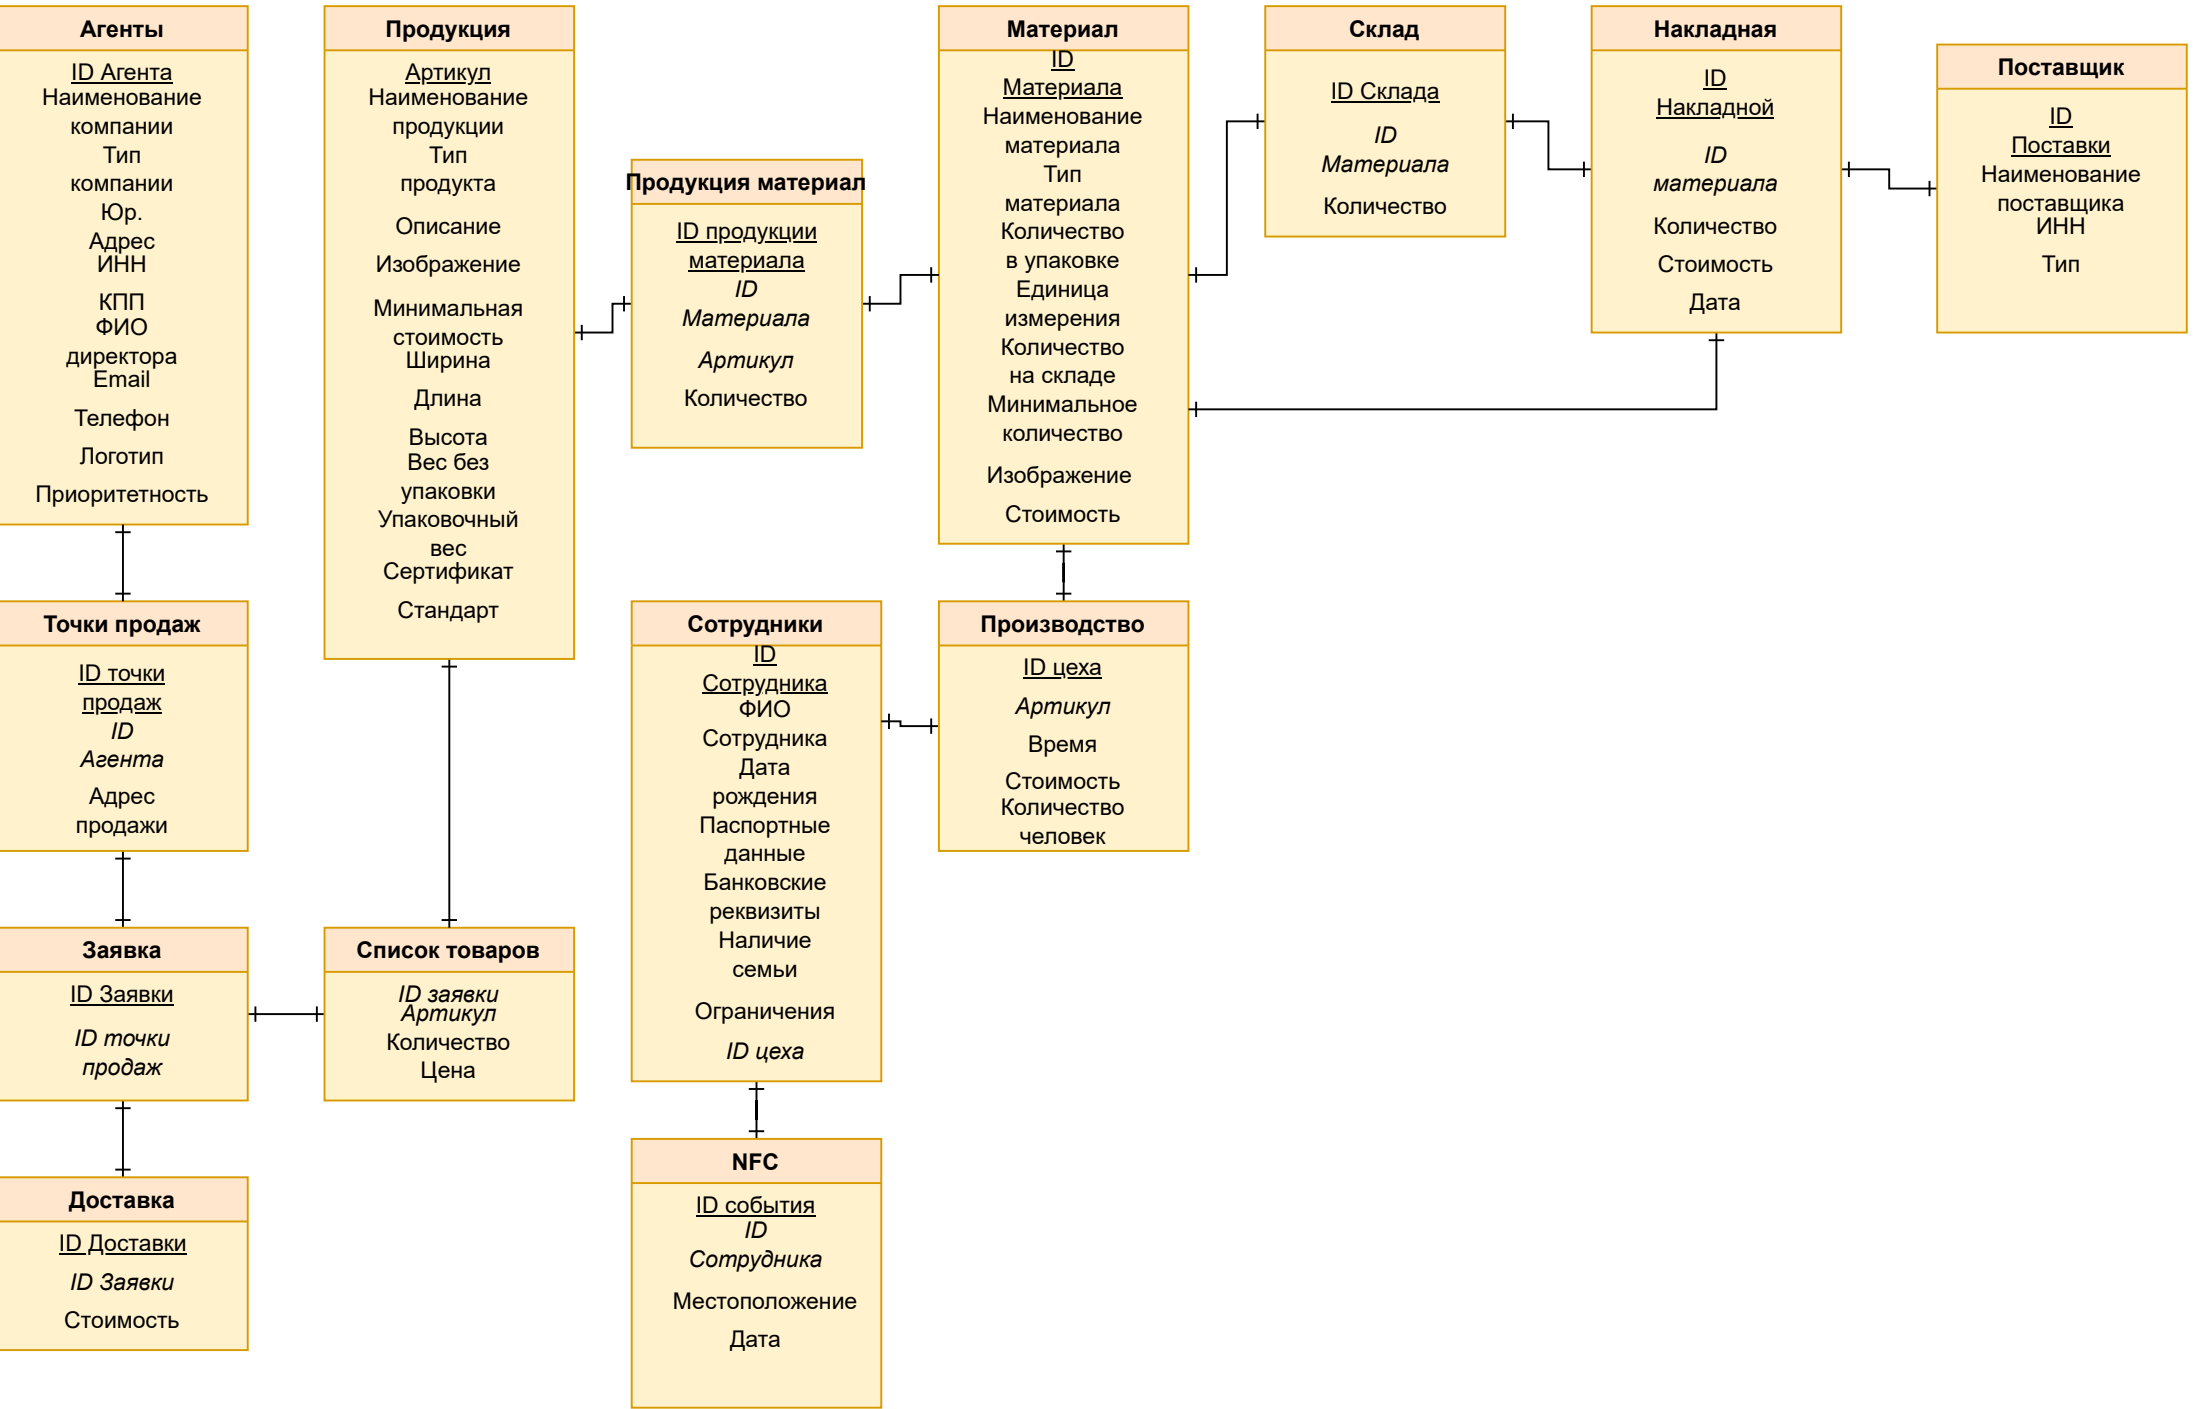 Агенты
ID Агента
Наименование
компании
Тип
компании
Юр.
Адрес
ИНН
КПП
ФИО
директора
Email
Телефон
Логотип
Приоритетность
Продукция
Артикул
Наименование
продукции
Тип
продукта
Описание
Изображение
Минимальная
стоимость
Ширина
Длина
Высота
Вес без
упаковки
Упаковочный
вес
Сертификат
Стандарт
Продукция материал
ID продукции
материала
ID
Материала
Артикул
Количество
Материал
ID
Материала
Наименование
материала
Тип
материала
Количество
в упаковке
Единица
измерения
Количество
на складе
Минимальное
количество
Изображение
Стоимость
Склад
ID Склада
ID
Материала
Количество
Накладная
ID
Накладной
ID
материала
Количество
Стоимость
Дата
Поставщик
ID
Поставки
Наименование
поставщика
ИНН
Тип
Точки продаж
ID точки
продаж
ID
Агента
Адрес
продажи
Сотрудники
ID
Сотрудника
ФИО
Сотрудника
Дата
рождения
Паспортные
данные
Банковские
реквизиты
Наличие
семьи
Ограничения
ID цеха
Производство
ID цеха
Артикул
Время
Стоимость
Количество
человек
Заявка
ID Заявки
ID точки
продаж
Список товаров
ID заявки
Артикул
Количество
Цена
Доставка
ID Доставки
ID Заявки
Стоимость
NFC
ID события
ID
Сотрудника
Местоположение
Дата